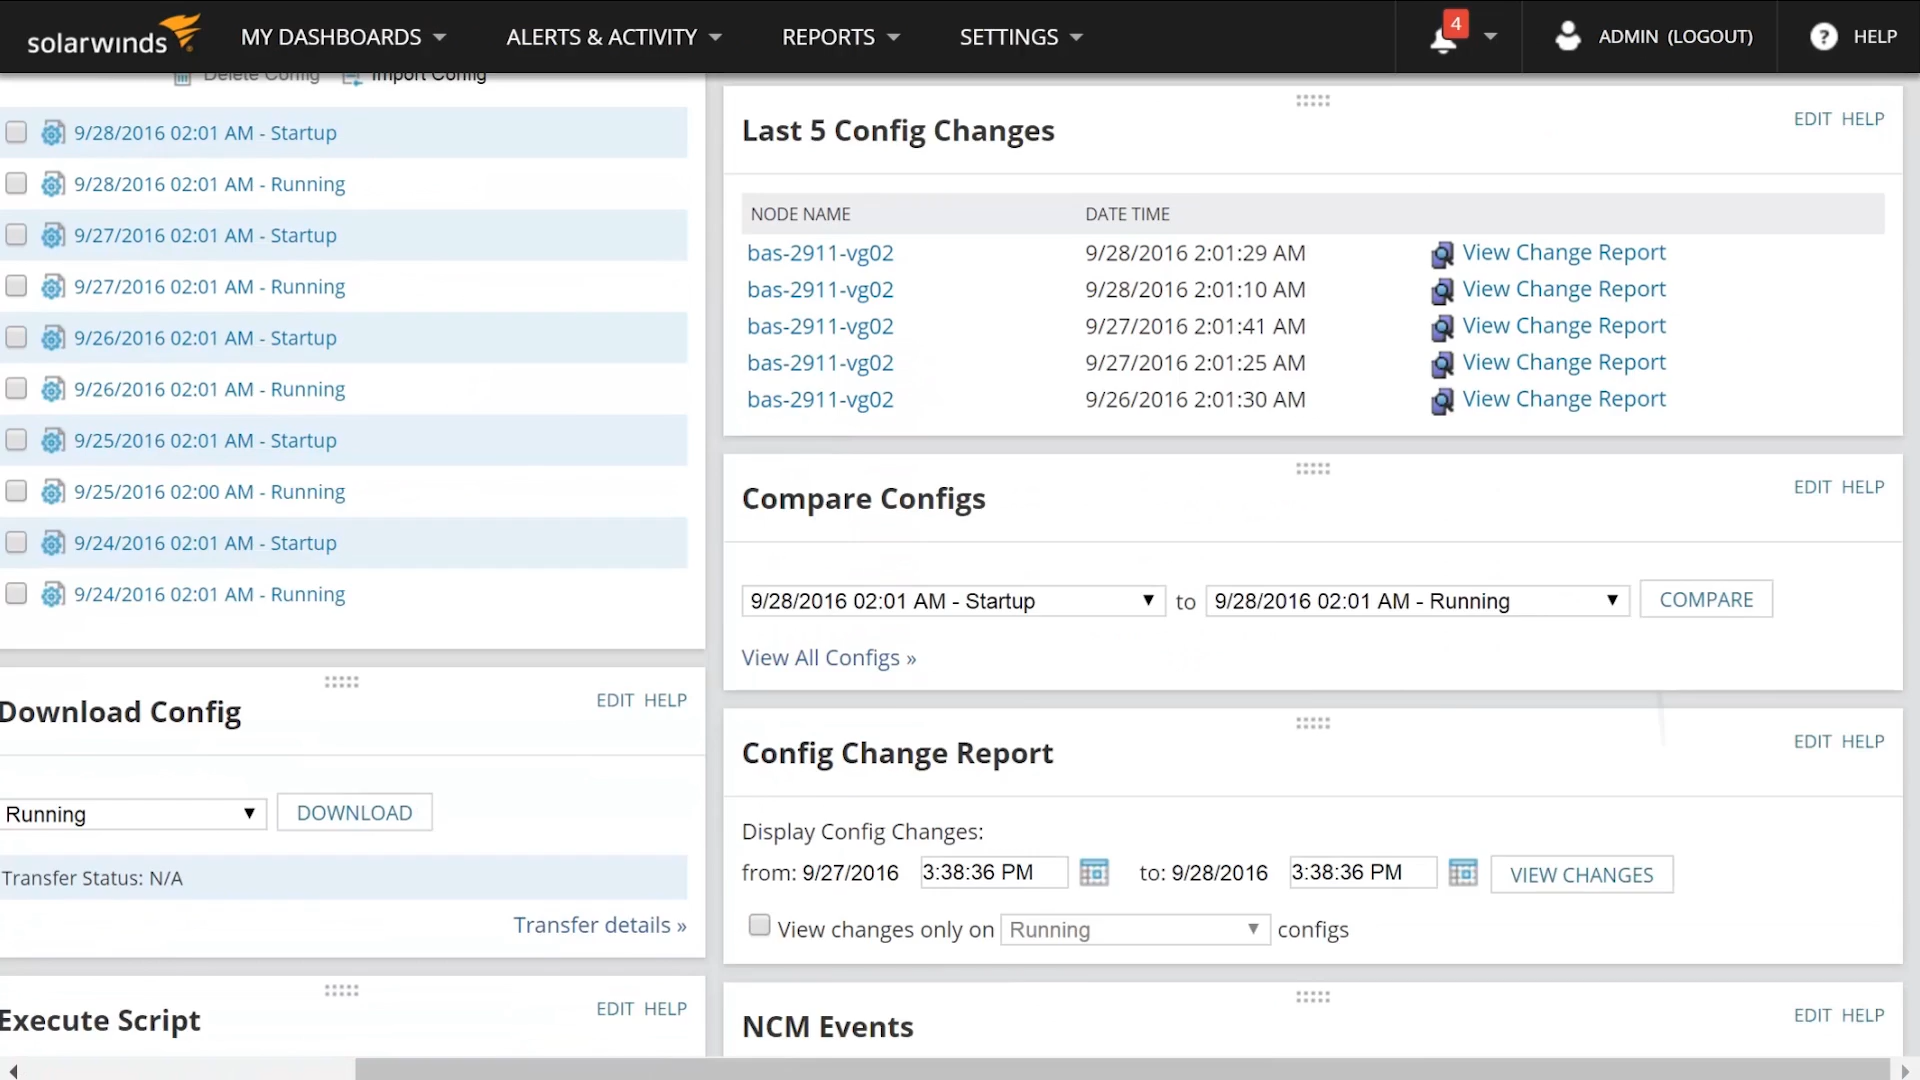 solarwinds
MY DASHBOARDS
ALERTS & ACTIVITY
REPORTS
SETTINGS
4
ADMIN (LOGOUT)
? HELP
Delete Config
Import Config
9/28/2016 02:01 AM - Startup
9/28/2016 02:01 AM - Running
9/27/2016 02:01 AM - Startup
9/27/2016 02:01 AM - Running
9/26/2016 02:01 AM - Startup
9/26/2016 02:01 AM - Running
9/25/2016 02:01 AM - Startup
9/25/2016 02:00 AM - Running
9/24/2016 02:01 AM - Startup
9/24/2016 02:01 AM - Running
Download Config
EDIT HELP
Running
DOWNLOAD
Transfer Status: N/A
Transfer details »
Execute Script
EDIT HELP
Last 5 Config Changes
EDIT HELP
NODE NAME DATE TIME
bas-2911-vg02 9/28/2016 2:01:29 AM View Change Report
bas-2911-vg02 9/28/2016 2:01:10 AM View Change Report
bas-2911-vg02 9/27/2016 2:01:41 AM View Change Report
bas-2911-vg02 9/27/2016 2:01:25 AM View Change Report
bas-2911-vg02 9/26/2016 2:01:30 AM View Change Report
Compare Configs
EDIT HELP
9/28/2016 02:01 AM - Startup to 9/28/2016 02:01 AM - Running COMPARE
View All Configs »
Config Change Report
EDIT HELP
Display Config Changes:
from: 9/27/2016 3:38:36 PM to: 9/28/2016 3:38:36 PM VIEW CHANGES
View changes only on Running configs
NCM Events
EDIT HELP